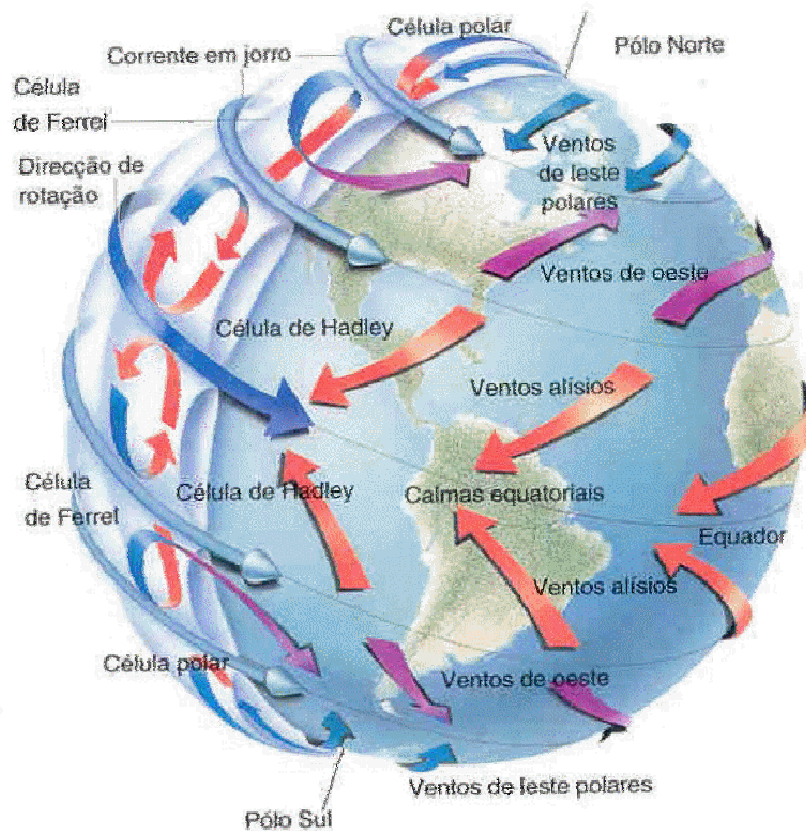 Célula polar
Pólo Norte
Corrente em jorro
Célula
de Ferrel
Direcção de
rotação
Ventos
de leste
polares
Ventos de oeste
Célula de Hadley
Ventos alísios
Célula
de Ferrel
Célula de Hadley
Calmas equatoriais
Equador
Ventos alísios
Célula polar
Ventos de oeste
Ventos de leste polares
Pólo Sul